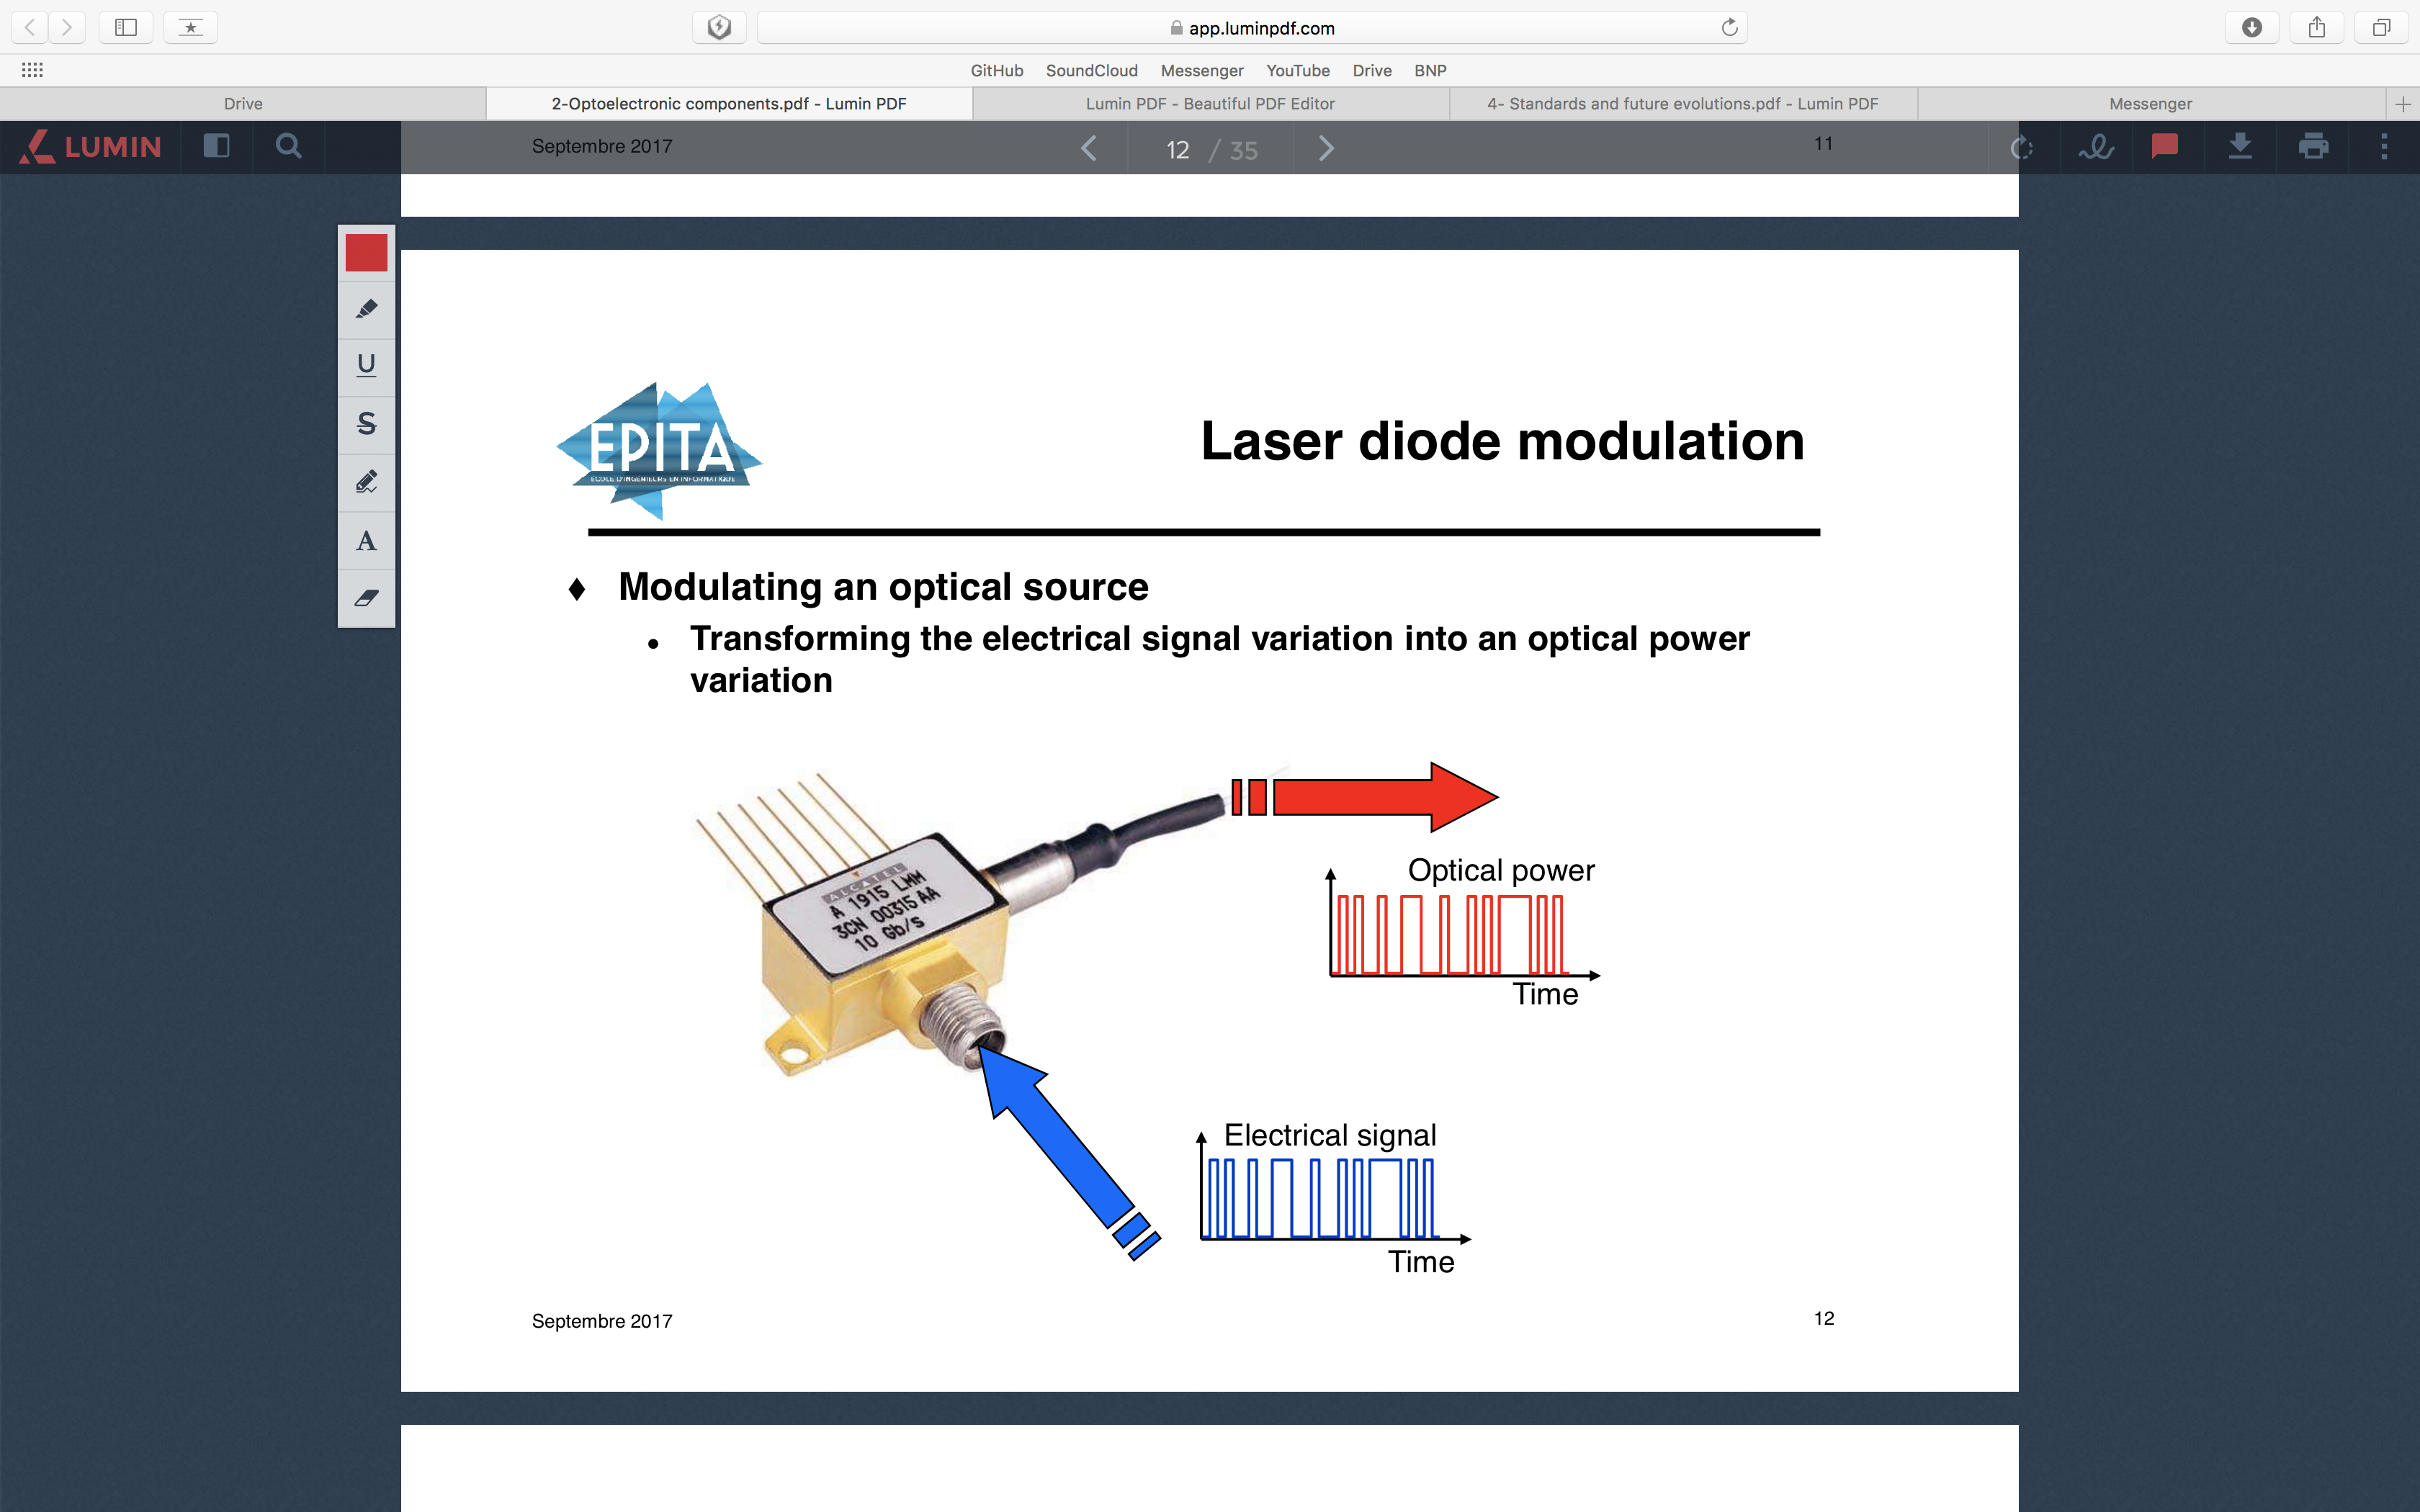 app.luminpdf.com
GitHub SoundCloud Messenger YouTube Drive BNP
Drive 2-Optoelectronic components.pdf - Lumin PDF Lumin PDF - Beautiful PDF Editor 4- Standards and future evolutions.pdf - Lumin PDF Messenger
LUMIN Septembre 2017 12 / 35 11
U
S
A
EPITA
ECOLE D'INGENIEURS EN INFORMATIQUE
Laser diode modulation
Modulating an optical source
Transforming the electrical signal variation into an optical power
variation
ALCATEL
A 1915 LMM
3CN 00315 AA
10 Gb/s
Optical power
Time
Electrical signal
Time
Septembre 2017 12